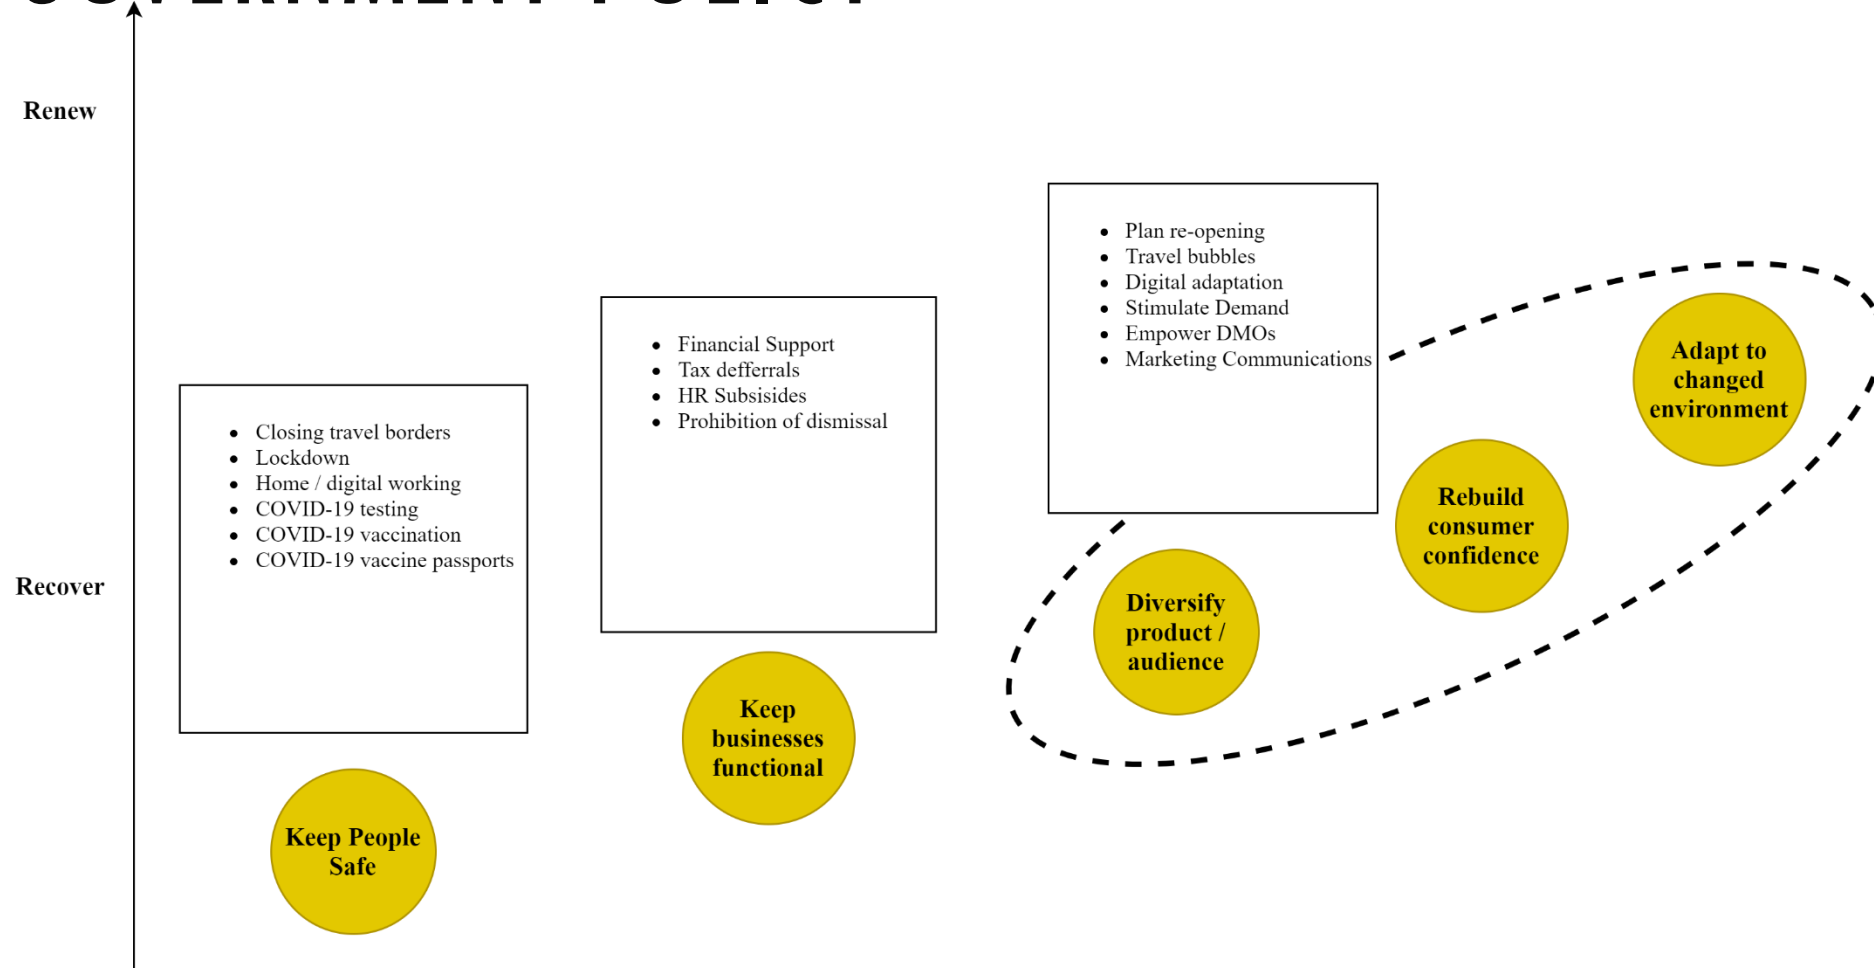 GOVERNMENT POLICY
Renew
Recover
Closing travel borders
Lockdown
Home / digital working
COVID-19 testing
COVID-19 vaccination
COVID-19 vaccine passports
Keep People
Safe
Financial Support
Tax defferrals
HR Subsisides
Prohibition of dismissal
Keep
businesses
functional
Plan re-opening
Travel bubbles
Digital adaptation
Stimulate Demand
Empower DMOs
Marketing Communications
Diversify
product /
audience
Rebuild
consumer
confidence
Adapt to
changed
environment